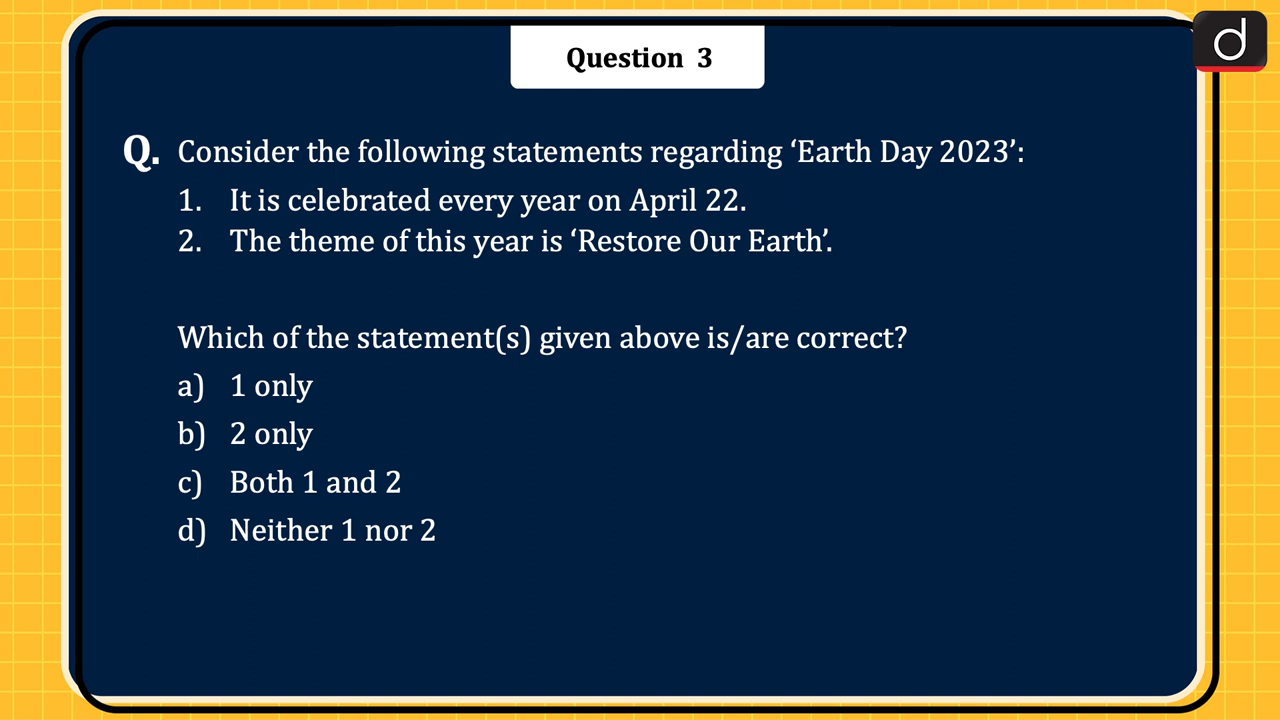 d
Question 3
Q. Consider the following statements regarding ‘Earth Day 2023’:
1. It is celebrated every year on April 22.
2. The theme of this year is ‘Restore Our Earth’.
Which of the statement(s) given above is/are correct?
a) 1 only
b) 2 only
c) Both 1 and 2
d) Neither 1 nor 2